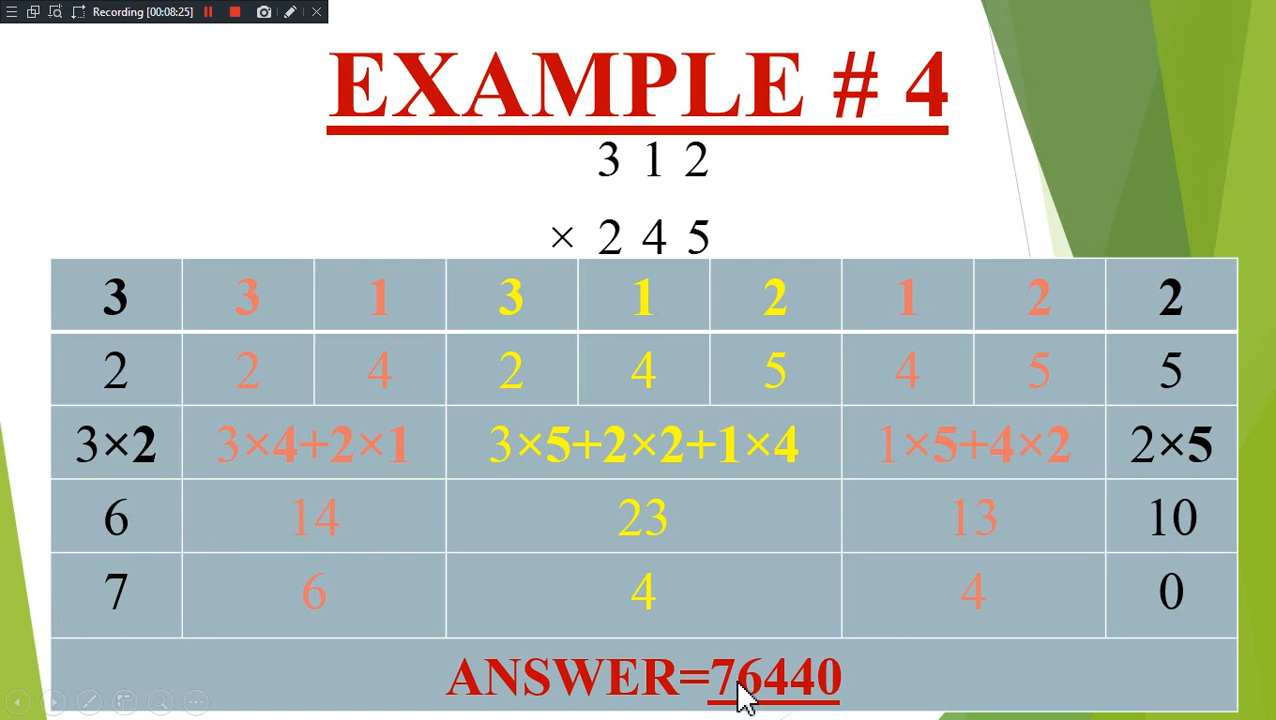 Recording [00:08:25]
EXAMPLE # 4
3 1 2
× 2 4 5
3 3 1 3 1 2 1 2 2
2 2 4 2 4 5 4 5 5
3×2 3×4+2×1 3×5+2×2+1×4 1×5+4×2 2×5
6 14 23 13 10
7 6 4 4 0
ANSWER=76440